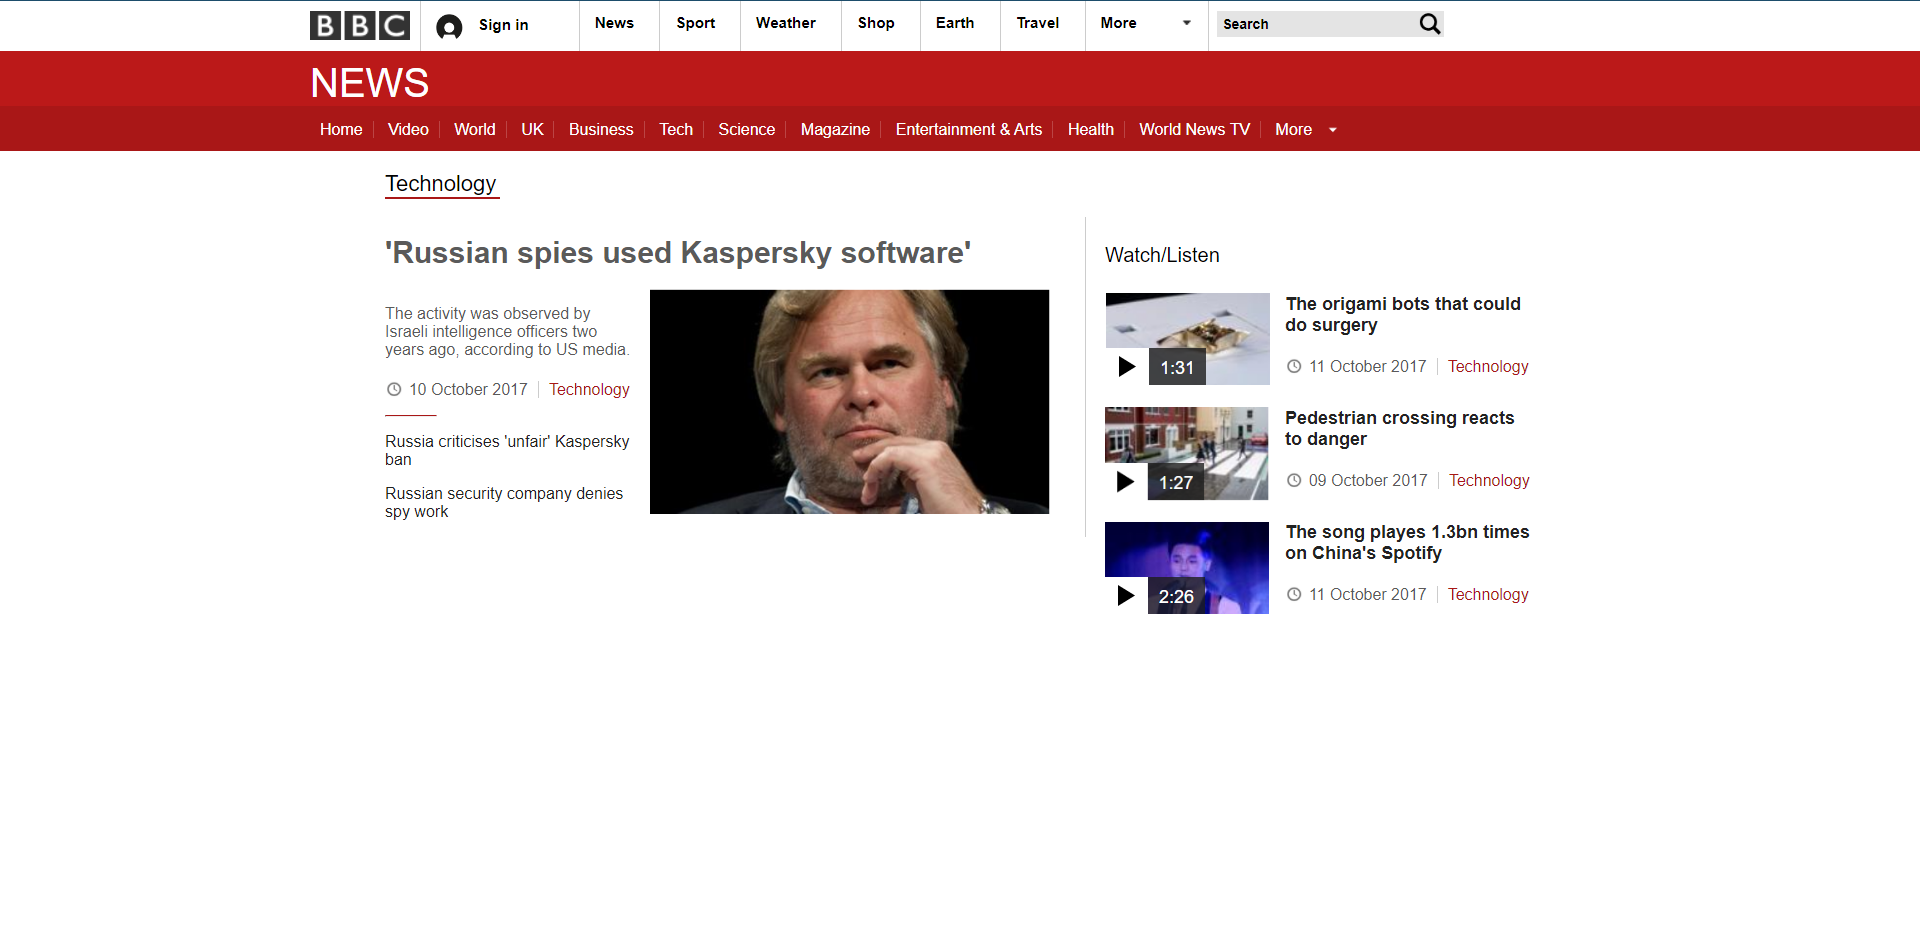 BBC Sign in News Sport Weather Shop Earth Travel More Search
NEWS
Home Video World UK Business Tech Science Magazine Entertainment & Arts Health World News TV More
Technology
'Russian spies used Kaspersky software'
The activity was observed by
Israeli intelligence officers two
years ago, according to US media.
10 October 2017 Technology
Russia criticises 'unfair' Kaspersky
ban
Russian security company denies
spy work
Watch/Listen
1:31
The origami bots that could
do surgery
11 October 2017 Technology
1:27
Pedestrian crossing reacts
to danger
09 October 2017 Technology
2:26
The song playes 1.3bn times
on China's Spotify
11 October 2017 Technology